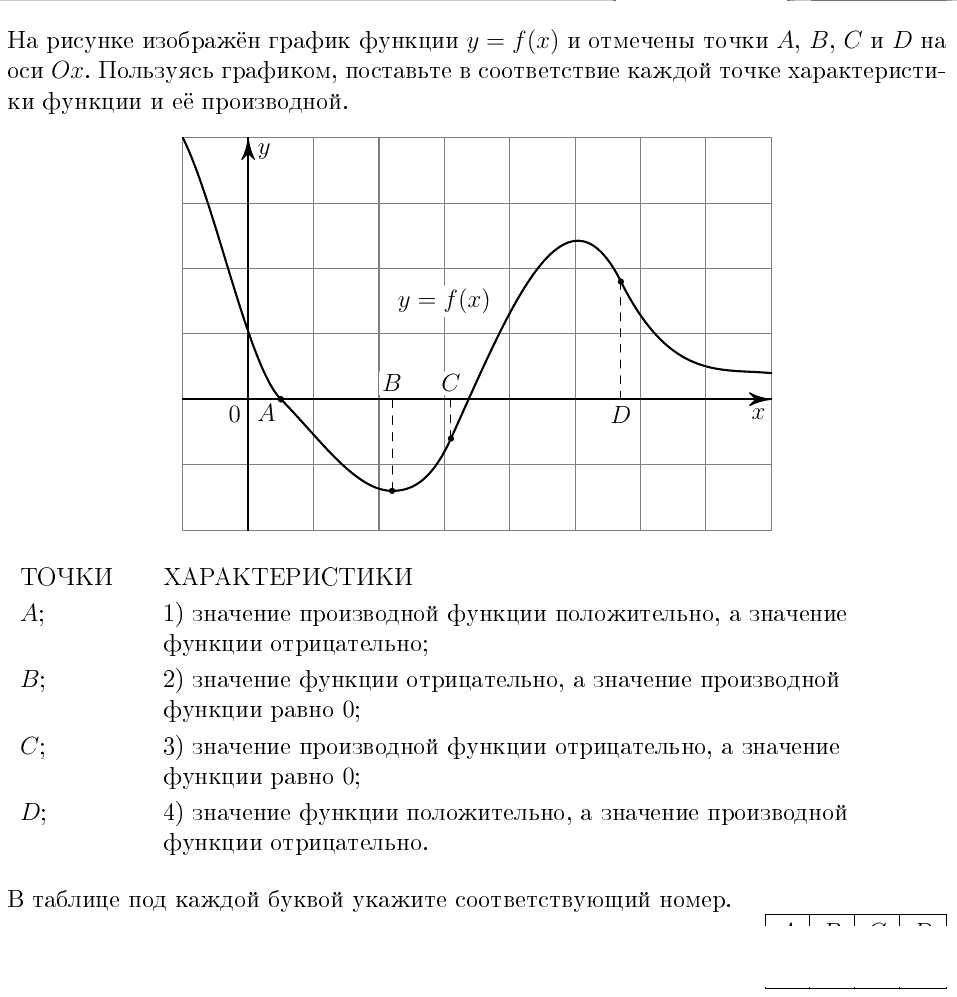 На рисунке изображён график функции y = f(x) и отмечены точки A, B, C и D на
оси Ox. Пользуясь графиком, поставьте в соответствие каждой точке характеристи-
ки функции и её производной.
y
y = f(x)
B C
0 A D x
ТОЧКИ ХАРАКТЕРИСТИКИ
A; 1) значение производной функции положительно, а значение
функции отрицательно;
B; 2) значение функции отрицательно, а значение производной
функции равно 0;
C; 3) значение производной функции отрицательно, а значение
функции равно 0;
D; 4) значение функции положительно, а значение производной
функции отрицательно.
В таблице под каждой буквой укажите соответствующий номер.